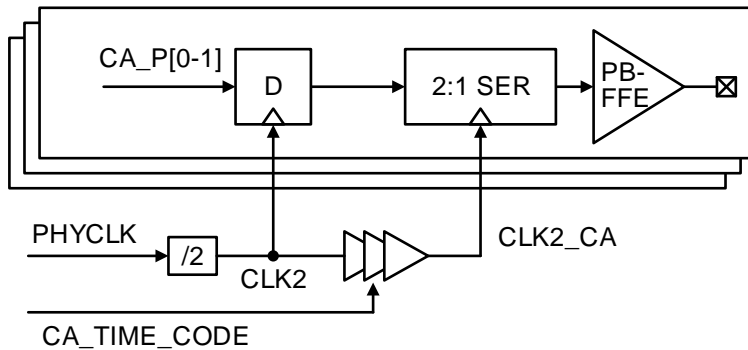 CA_P[0-1]
D
2:1 SER
PB-
FFE
PHYCLK
/2
CLK2
CLK2_CA
CA_TIME_CODE